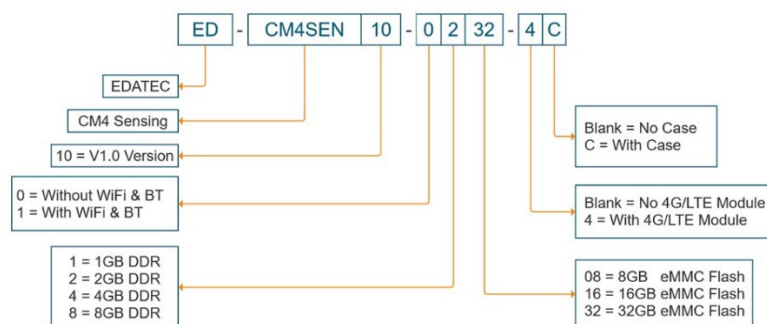 ED - CM4SEN 10 - 0 2 32 - 4 C
EDATEC
CM4 Sensing
10 = V1.0 Version
0 = Without WiFi & BT
1 = With WiFi & BT
1 = 1GB DDR
2 = 2GB DDR
4 = 4GB DDR
8 = 8GB DDR
Blank = No Case
C = With Case
Blank = No 4G/LTE Module
4 = With 4G/LTE Module
08 = 8GB eMMC Flash
16 = 16GB eMMC Flash
32 = 32GB eMMC Flash